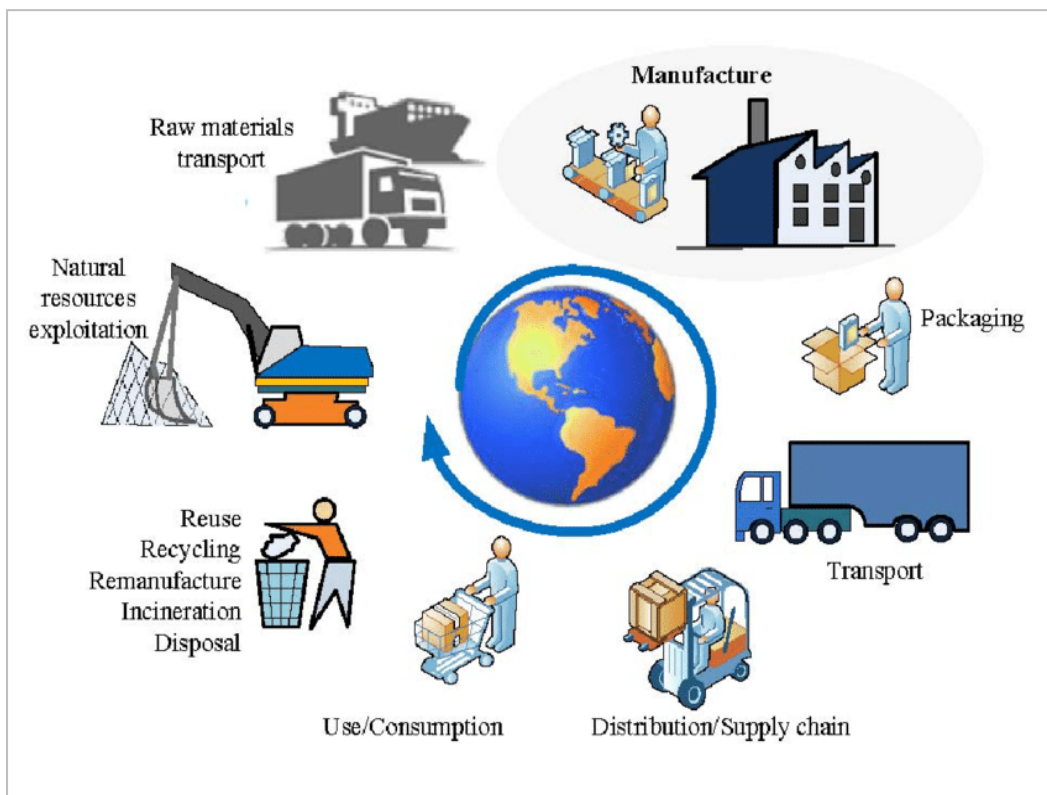 Manufacture
Raw materials
transport
Natural
resources
exploitation
Packaging
Reuse
Recycling
Remanufacture
Incineration
Disposal
Transport
Use/Consumption
Distribution/Supply chain